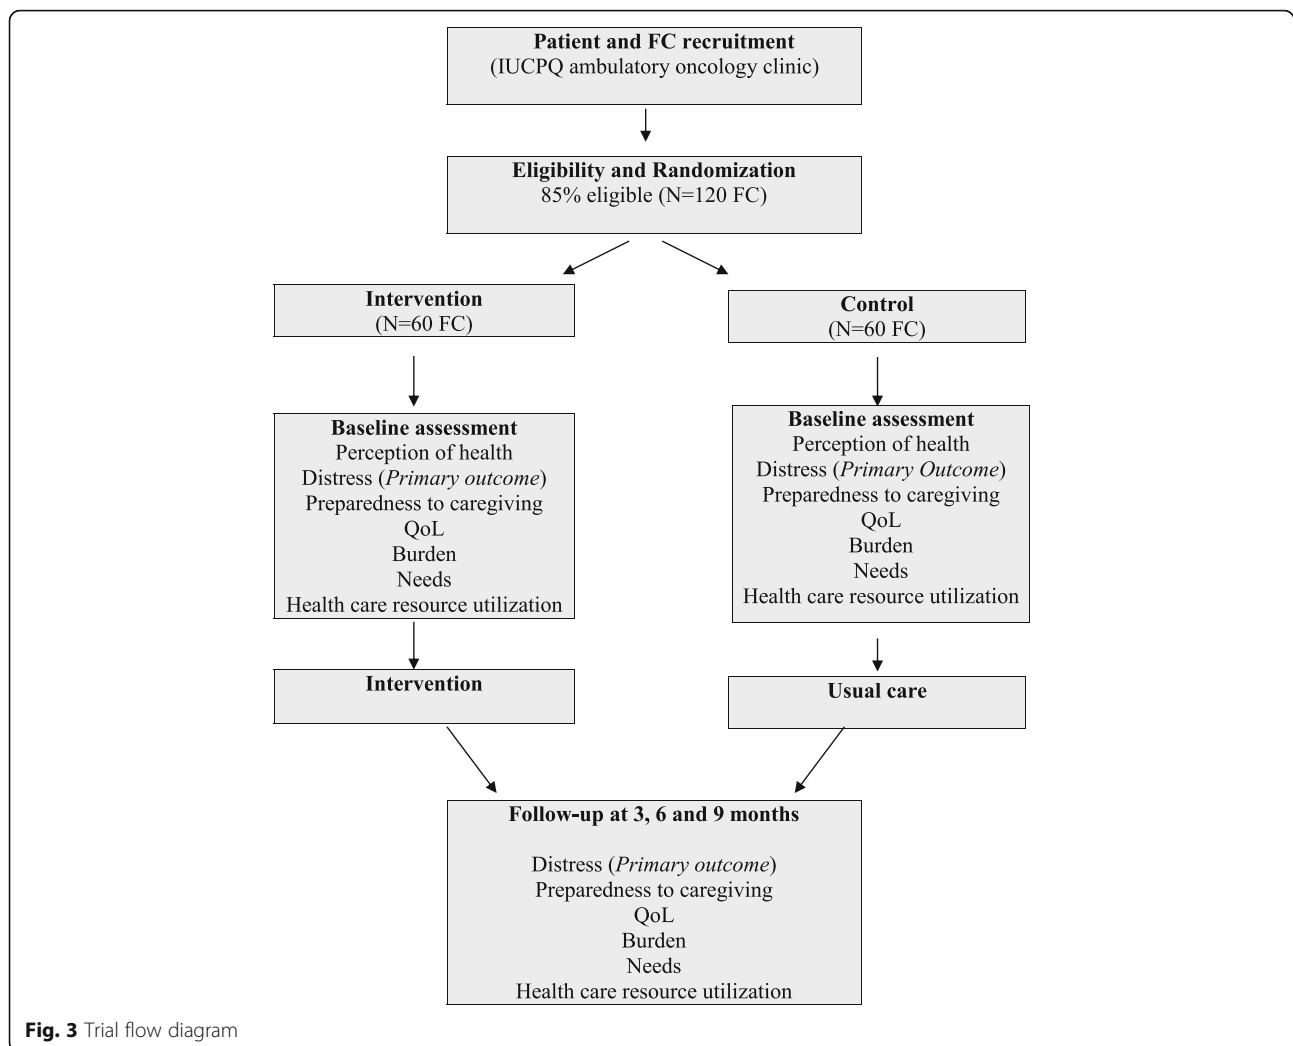 Patient and FC recruitment
(IUCPQ ambulatory oncology clinic)
Eligibility and Randomization
85% eligible (N=120 FC)
Intervention
(N=60 FC)
Control
(N=60 FC)
Baseline assessment
Perception of health
Distress (Primary outcome)
Preparedness to caregiving
QoL
Burden
Needs
Health care resource utilization
Baseline assessment
Perception of health
Distress (Primary Outcome)
Preparedness to caregiving
QoL
Burden
Needs
Health care resource utilization
Intervention
Usual care
Follow-up at 3, 6 and 9 months
Distress (Primary outcome)
Preparedness to caregiving
QoL
Burden
Needs
Health care resource utilization
Fig. 3 Trial flow diagram